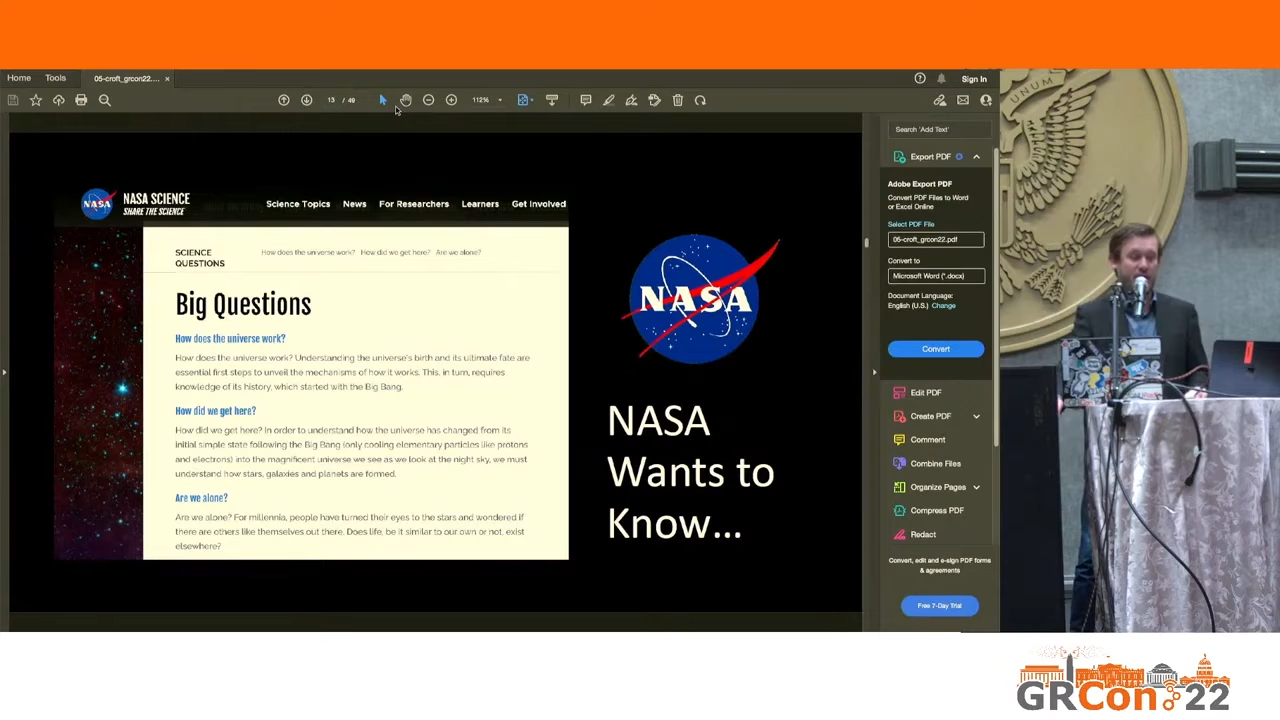 Home Tools 05-croft_grcon22.... × Sign In
13 / 49 112%
NASA NASA SCIENCE
SHARE THE SCIENCE
Science Topics News For Researchers Learners Get Involved
SCIENCE
QUESTIONS
How does the universe work? How did we get here? Are we alone?
Big Questions
How does the universe work?
How does the universe work? Understanding the universe's birth and its ultimate fate are
essential first steps to unveil the mechanisms of how it works. This, in turn, requires
knowledge of its history, which started with the Big Bang.
How did we get here?
How did we get here? In order to understand how the universe has changed from its
initial simple state following the Big Bang (only cooling elementary particles like protons
and electrons) into the magnificent universe we see as we look at the night sky, we must
understand how stars, galaxies and planets are formed.
Are we alone?
Are we alone? For millennia, people have turned their eyes to the stars and wondered if
there are others like themselves out there. Does life, be it similar to our own or not, exist
elsewhere?
NASA
NASA
Wants to
Know...
Search 'Add Text'
Export PDF
Adobe Export PDF
Convert PDF Files to Word
or Excel Online
Select PDF File
05-croft_grcon22.pdf
Convert to
Microsoft Word (*.docx)
Document Language:
English (U.S.) Change
Convert
Edit PDF
Create PDF
Comment
Combine Files
Organize Pages
Compress PDF
Redact
Convert, edit and e-sign PDF forms
& agreements
Free 7-Day Trial
UNUM
GRCon 22